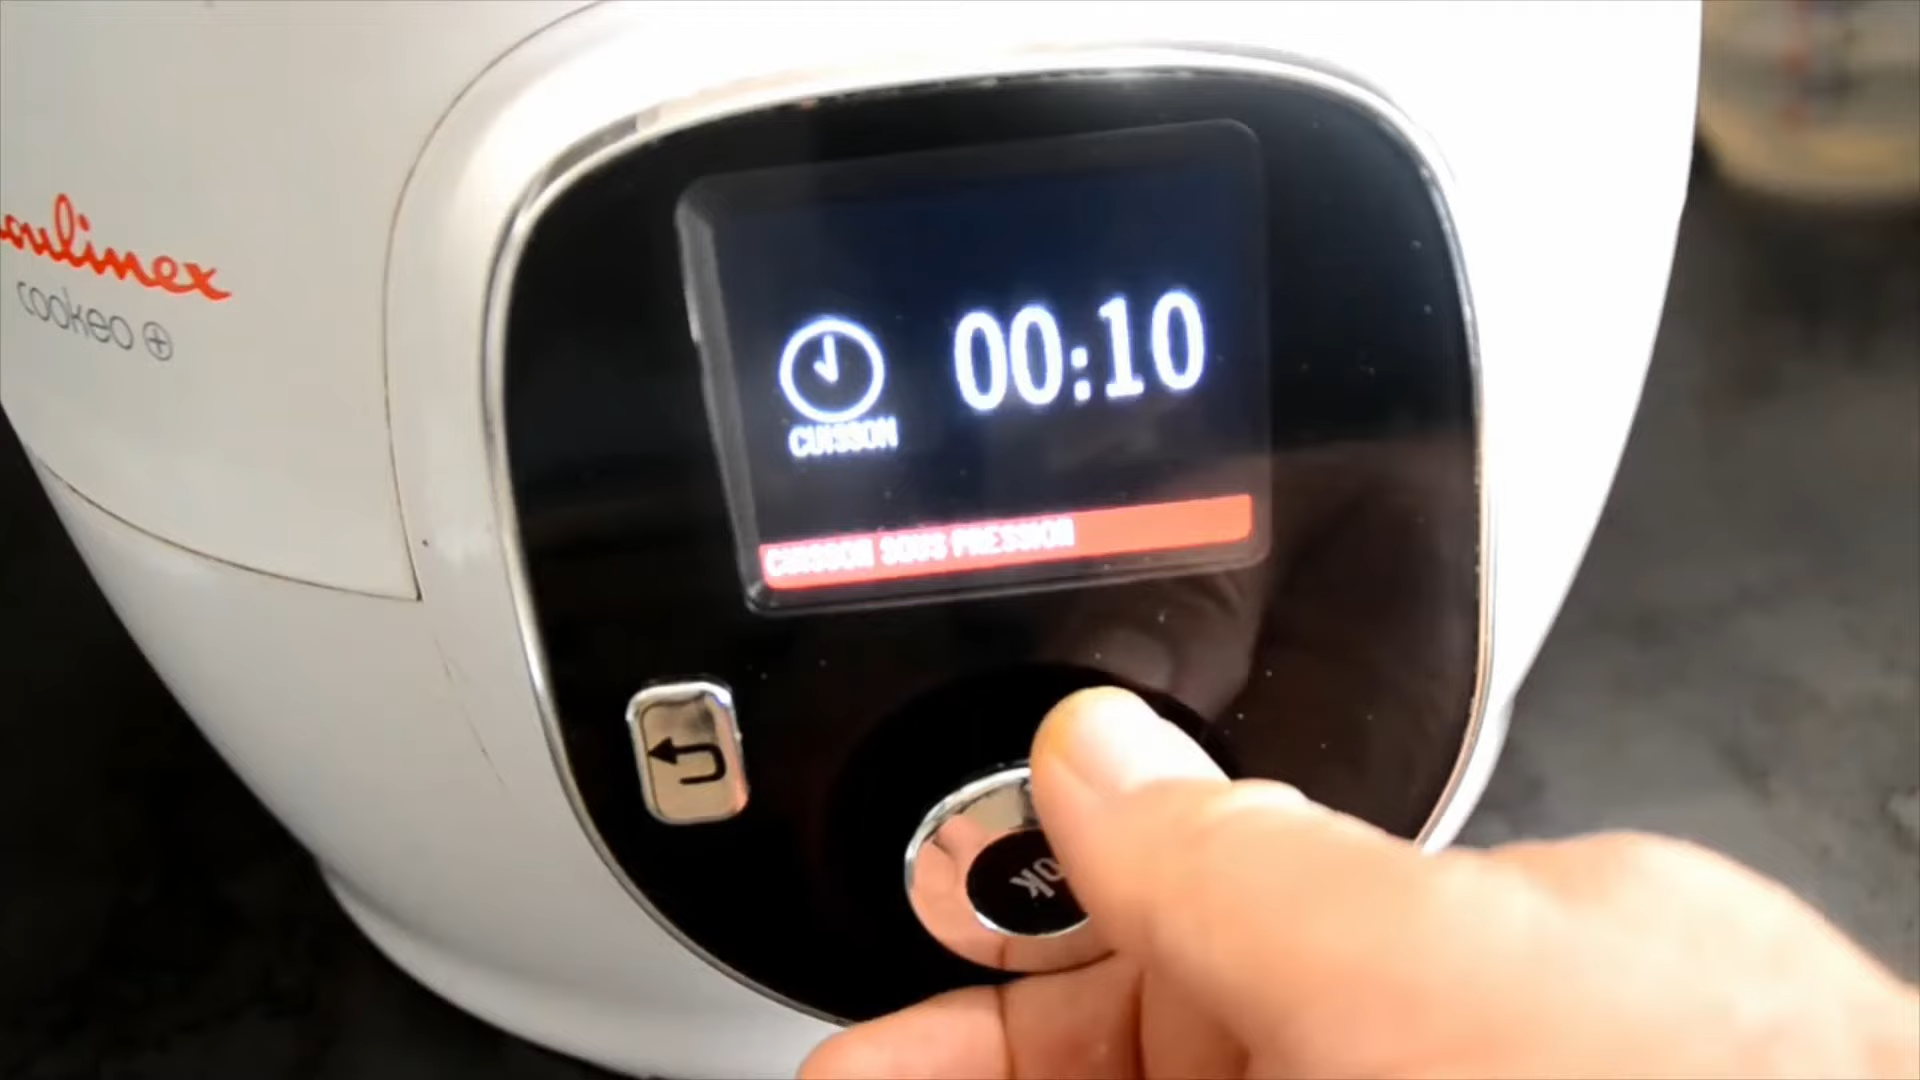 oulinex
cookeo +
00:10
CUISSON
CUISSON SOUS PRESSION
ok